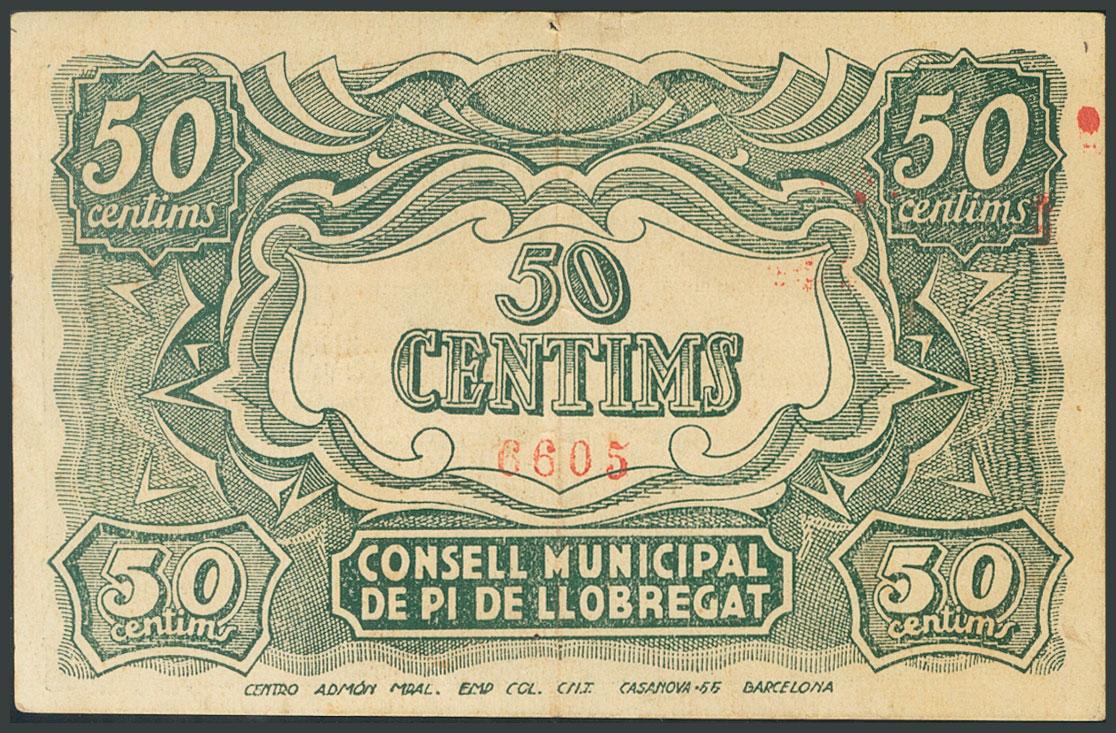 50
centims
50
centims
50
CENTIMS
6605
CONSELL MUNICIPAL
DE PI DE LLOBREGAT
50
centims
50
centims
CENTRO ADMÓN MPAL. EMP COL. C.N.T. CASANOVA·55 BARCELONA